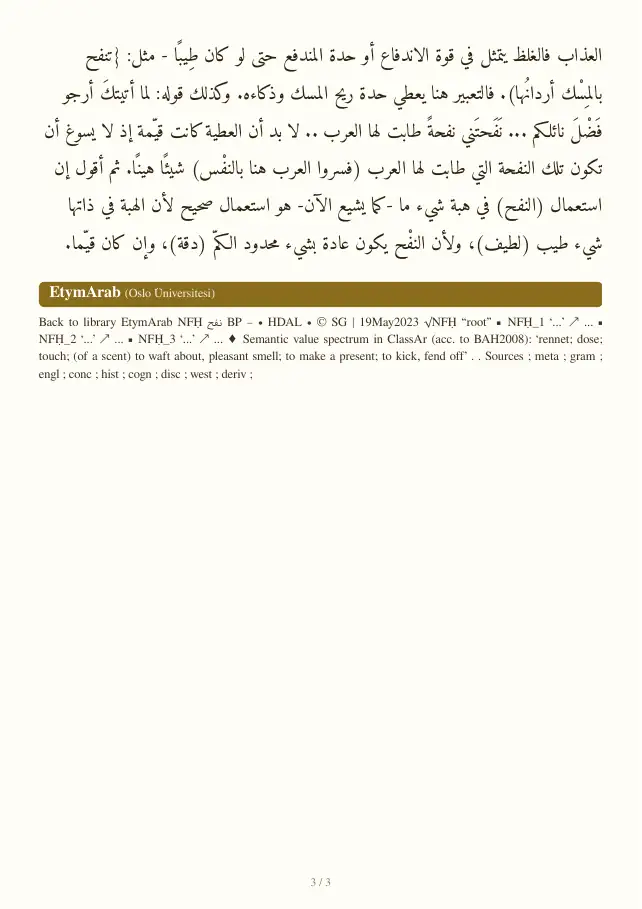 العذاب فالغلظ يتمثل في قوة الاندفاع أو حدة المندفع حتى لو كان طِيبًا - مثل: {تنفح
بالمِسْك أردانُها). فالتعبير هنا يعطي حدة ريح المسك وذكاءه. وكذلك قوله: لما أتيتكَ أرجو
فَضْلَ نائلكم ... نَفَحتَني نفحةً طابت لها العرب .. لا بد أن العطية كانت قيّمة إذ لا يسوغ أن
تكون تلك النفحة التي طابت لها العرب (فسروا العرب هنا بالنفْس) شيئًا هينًا. ثم أقول إن
استعمال (النفح) في هبة شيء ما -كما يشيع الآن- هو استعمال صحيح لأن الهبة في ذاتها
شيء طيب (لطيف)، ولأن النفْح يكون عادة بشيء محدود الكمّ (دقة)، وإن كان قيّما.
EtymArab (Oslo Üniversitesi)
Back to library EtymArab NFḤ نفح BP – • HDAL • © SG | 19May2023 √NFḤ “root” ▪ NFḤ_1 ‘...’ ↗ ... ▪
NFḤ_2 ‘...’ ↗ ... ▪ NFḤ_3 ‘...’ ↗ ... ♦ Semantic value spectrum in ClassAr (acc. to BAH2008): ‘rennet; dose;
touch; (of a scent) to waft about, pleasant smell; to make a present; to kick, fend off’ . . Sources ; meta ; gram ;
engl ; conc ; hist ; cogn ; disc ; west ; deriv ;
3 / 3